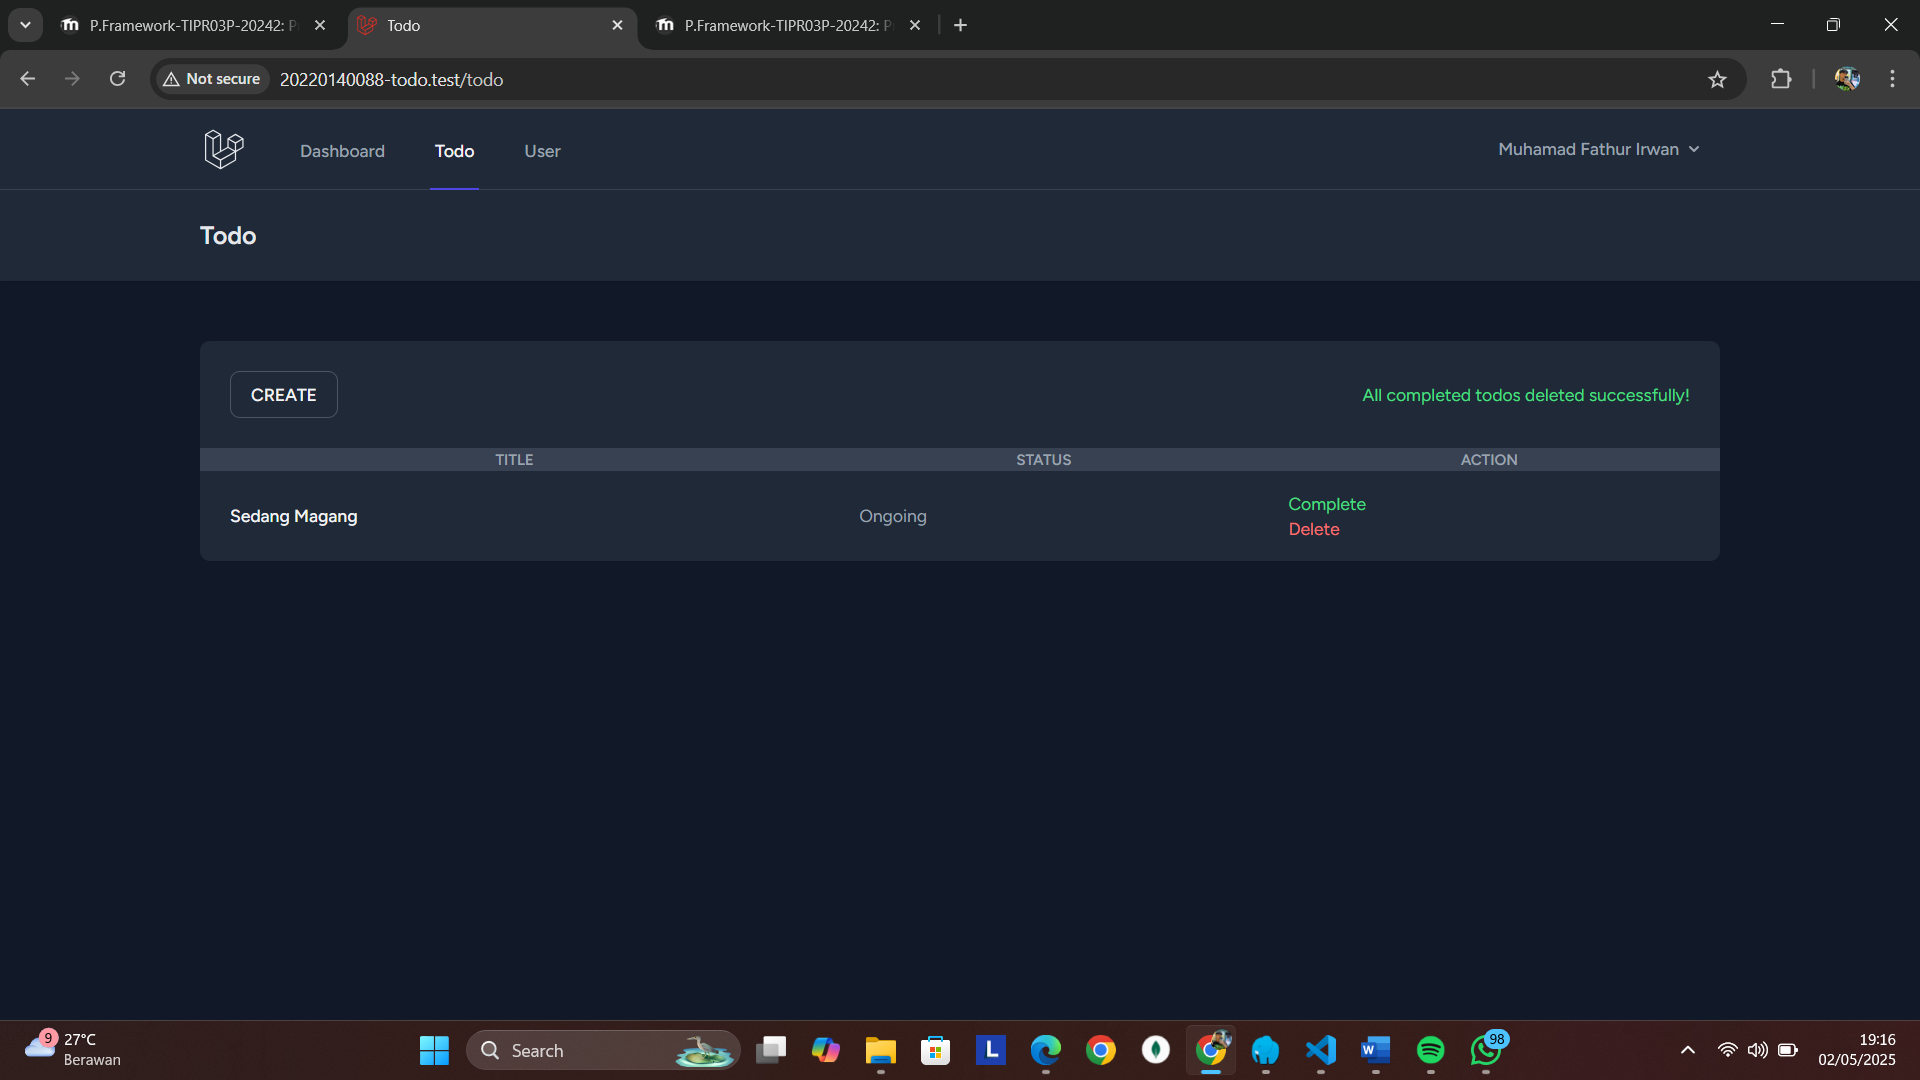 P.Framework-TIPR03P-20242: P
Todo
P.Framework-TIPR03P-20242: P
Not secure
20220140088-todo.test/todo
Dashboard
Todo
User
Muhamad Fathur Irwan
Todo
CREATE
All completed todos deleted successfully!
TITLE
STATUS
ACTION
Sedang Magang
Ongoing
Complete
Delete
9
27°C
Berawan
Search
L
W
98
19:16
02/05/2025